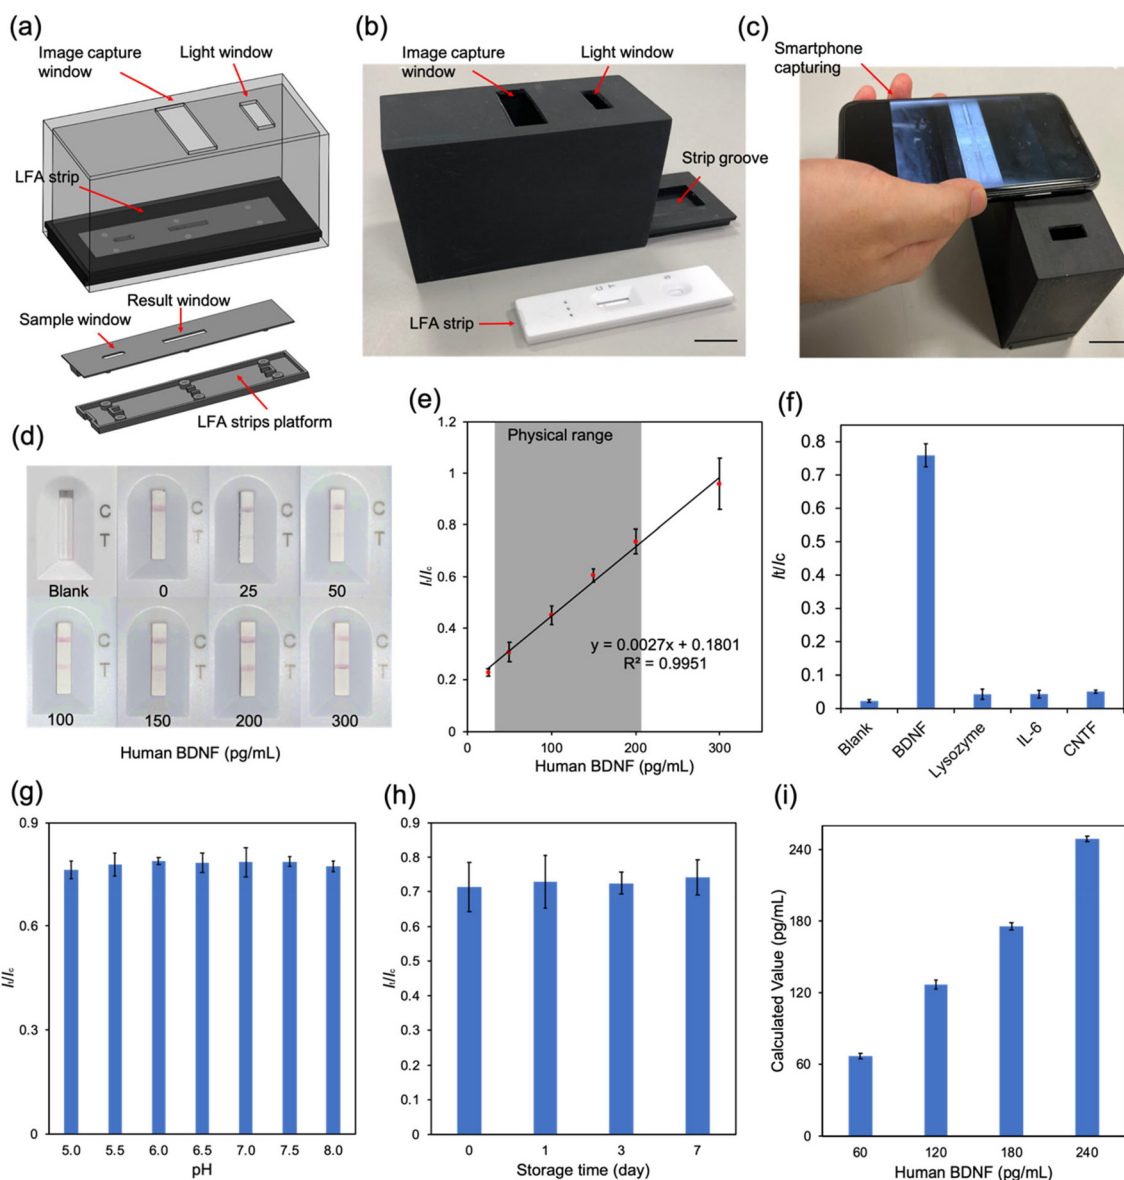 (a)
Image capture
window
Light window
LFA strip
Result window
Sample window
LFA strips platform
(b)
Image capture
window
Light window
Strip groove
LFA strip
(c)
Smartphone
capturing
(d)
C
T
Blank
C
T
0
C
T
25
C
T
50
C
T
100
C
T
150
C
T
200
C
T
300
Human BDNF (pg/mL)
(e)
1.2
1
0.8
0.6
0.4
0.2
0
Physical range
y = 0.0027x + 0.1801
R² = 0.9951
0
100
200
300
It/Ic
Human BDNF (pg/mL)
(f)
0.8
0.7
0.6
0.5
0.4
0.3
0.2
0.1
0
It/Ic
Blank
BDNF
Lysozyme
IL-6
CNTF
(g)
0.9
0.6
0.3
0
It/Ic
5.0 5.5 6.0 6.5 7.0 7.5 8.0
pH
(h)
0.9
0.8
0.7
0.6
0.5
0.4
0.3
0.2
0.1
0
It/Ic
0 1 3 7
Storage time (day)
(i)
240
180
120
60
0
Calculated Value (pg/mL)
60 120 180 240
Human BDNF (pg/mL)